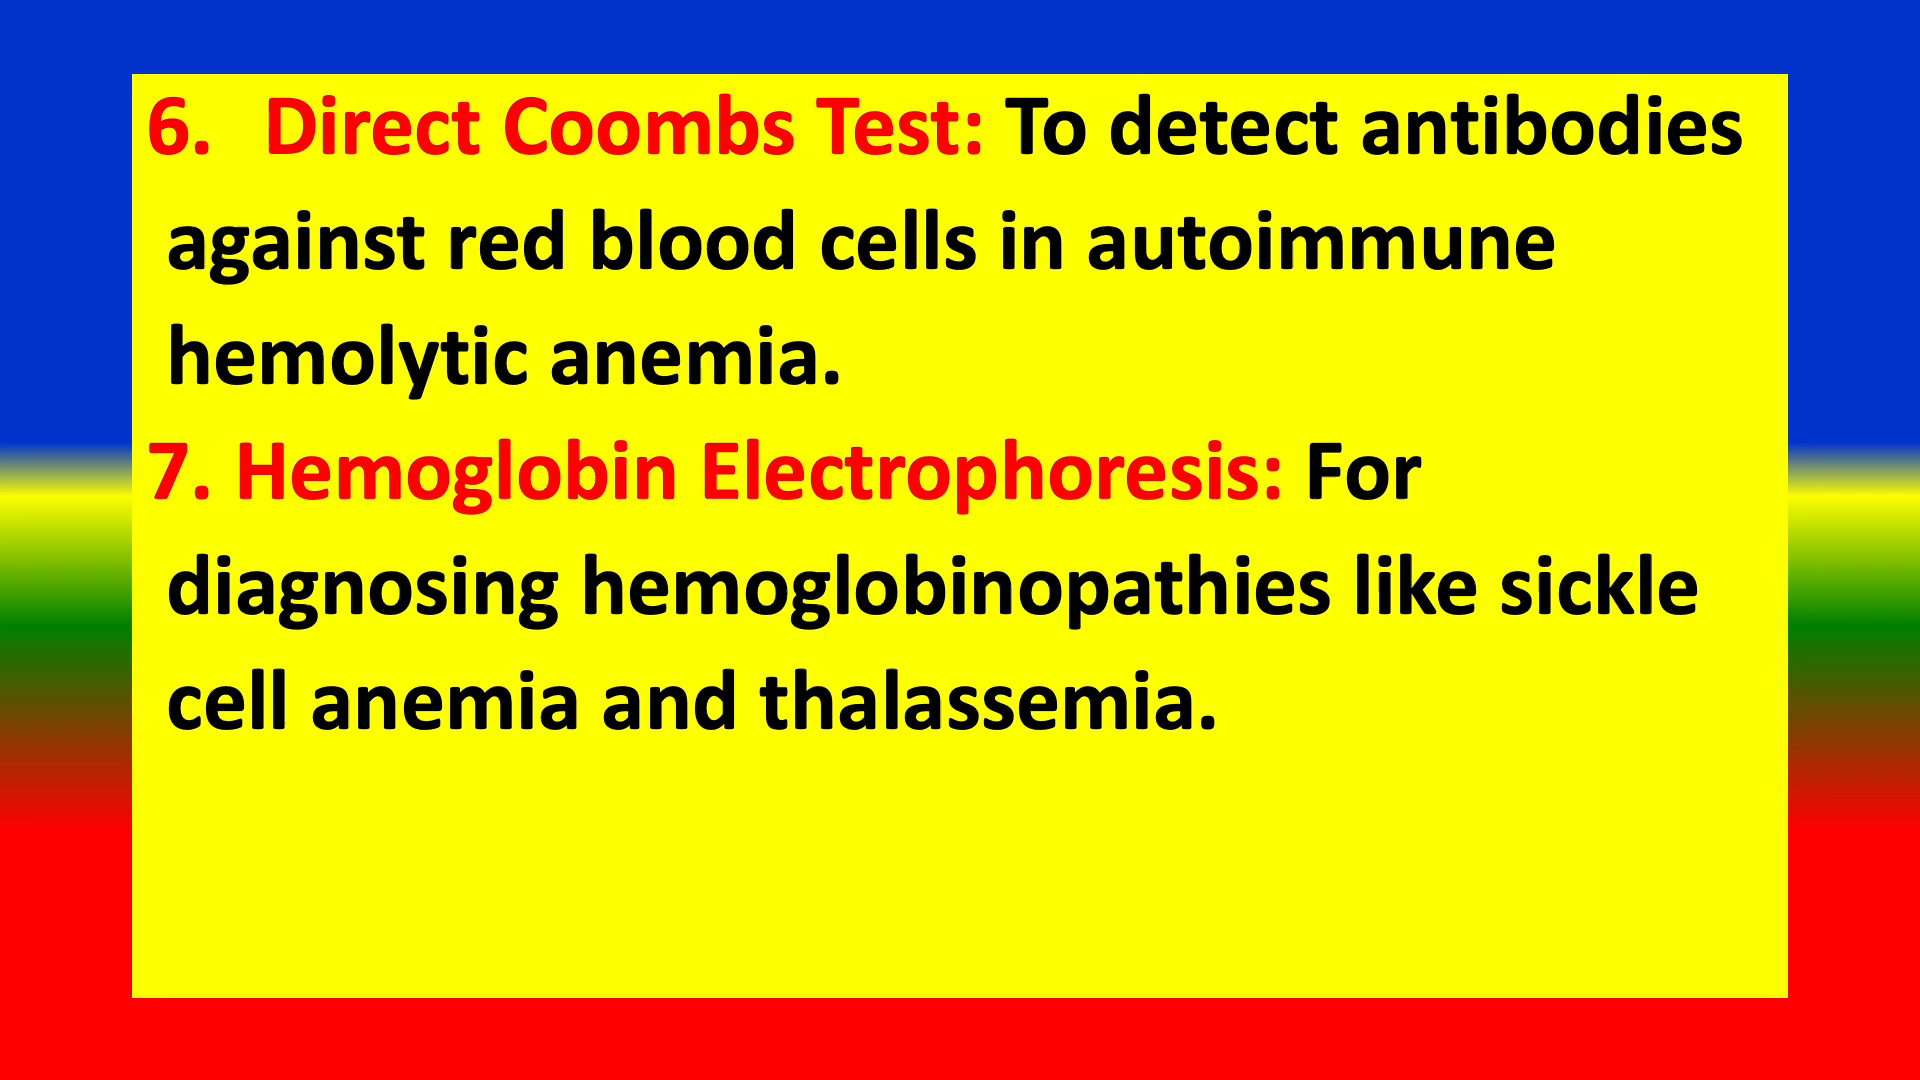 6. Direct Coombs Test: To detect antibodies
against red blood cells in autoimmune
hemolytic anemia.
7. Hemoglobin Electrophoresis: For
diagnosing hemoglobinopathies like sickle
cell anemia and thalassemia.